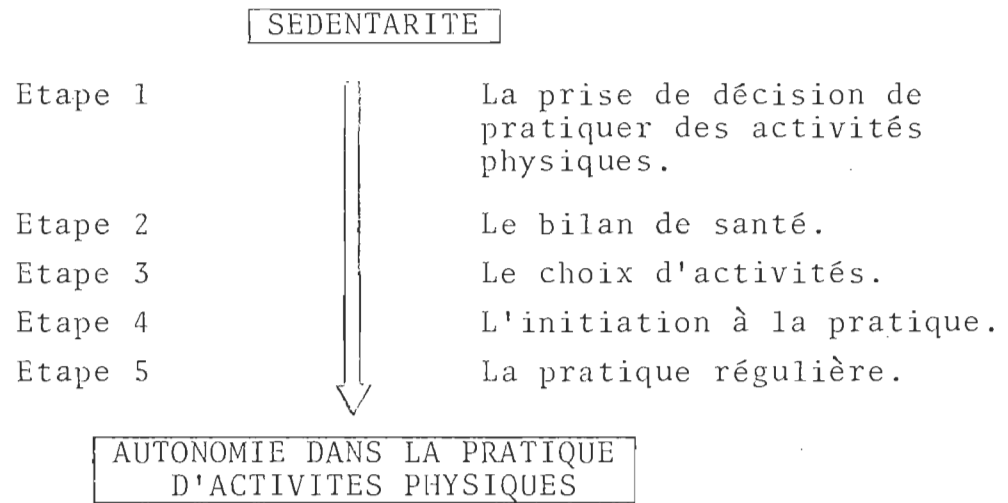 SEDENTARITE
Etape 1 La prise de décision de
pratiquer des activités
physiques.
Etape 2 Le bilan de santé.
Etape 3 Le choix d'activités.
Etape 4 L'initiation à la pratique.
Etape 5 La pratique régulière.
AUTONOMIE DANS LA PRATIQUE
D'ACTIVITES PHYSIQUES